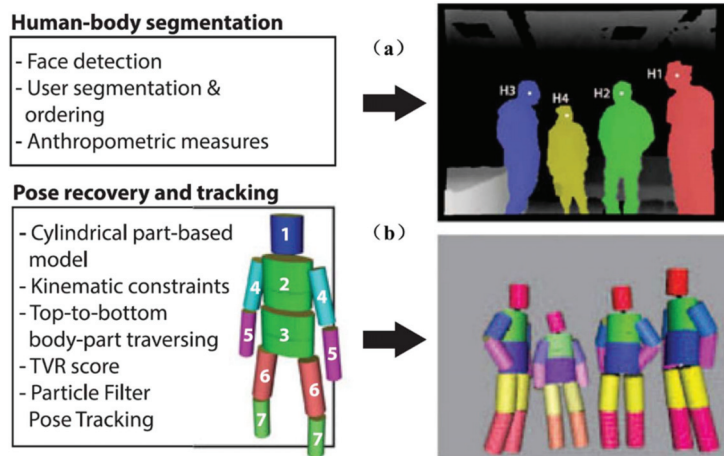 Human-body segmentation
- Face detection
- User segmentation &
ordering
- Anthropometric measures
(a)
H3
H4
H2
H1
Pose recovery and tracking
- Cylindrical part-based
model
- Kinematic constraints
- Top-to-bottom
body-part traversing
- TVR score
- Particle Filter
Pose Tracking
1
2
4
4
3
5
5
6
6
7
7
(b)